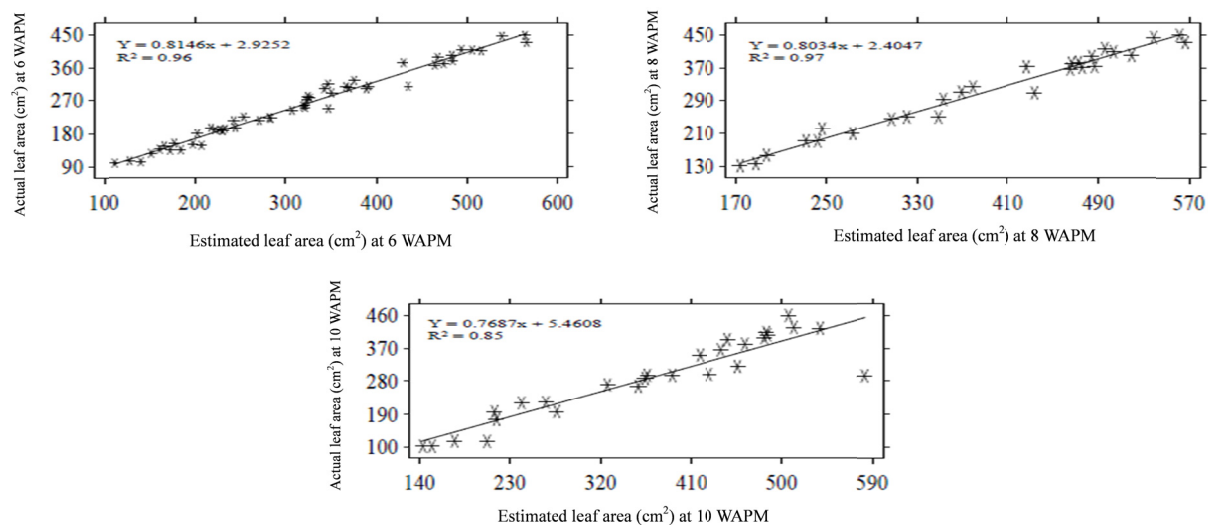 Actual leaf area (cm²) at 6 WAPM
450
360
270
180
90
Y = 0.8146x + 2.9252
R² = 0.96
100 200 300 400 500 600
Estimated leaf area (cm²) at 6 WAPM
Actual leaf area (cm²) at 8 WAPM
450
370
290
210
130
Y = 0.8034x + 2.4047
R² = 0.97
170 250 330 410 490 570
Estimated leaf area (cm²) at 8 WAPM
Actual leaf area (cm²) at 10 WAPM
460
370
280
190
100
Y = 0.7687x + 5.4608
R² = 0.85
140 230 320 410 500 590
Estimated leaf area (cm²) at 10 WAPM